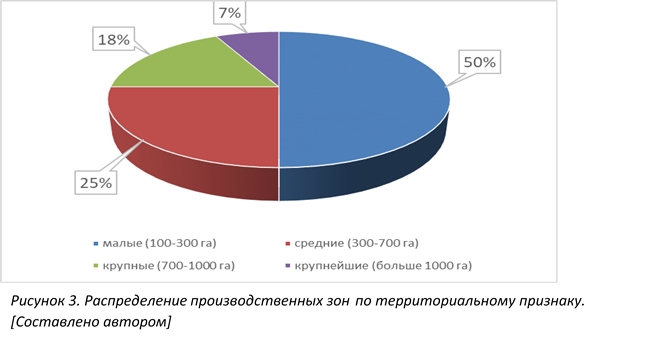 7%
18%
50%
25%
малые (100-300 га)
средние (300-700 га)
крупные (700-1000 га)
крупнейшие (больше 1000 га)
Рисунок 3. Распределение производственных зон по территориальному признаку.
[Составлено автором]